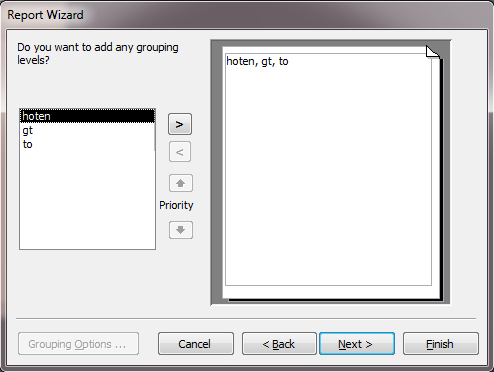 Report Wizard
Do you want to add any grouping
levels?
hoten
gt
to
>
<
Priority
hoten, gt, to
Grouping Options ...
Cancel
< Back
Next >
Finish